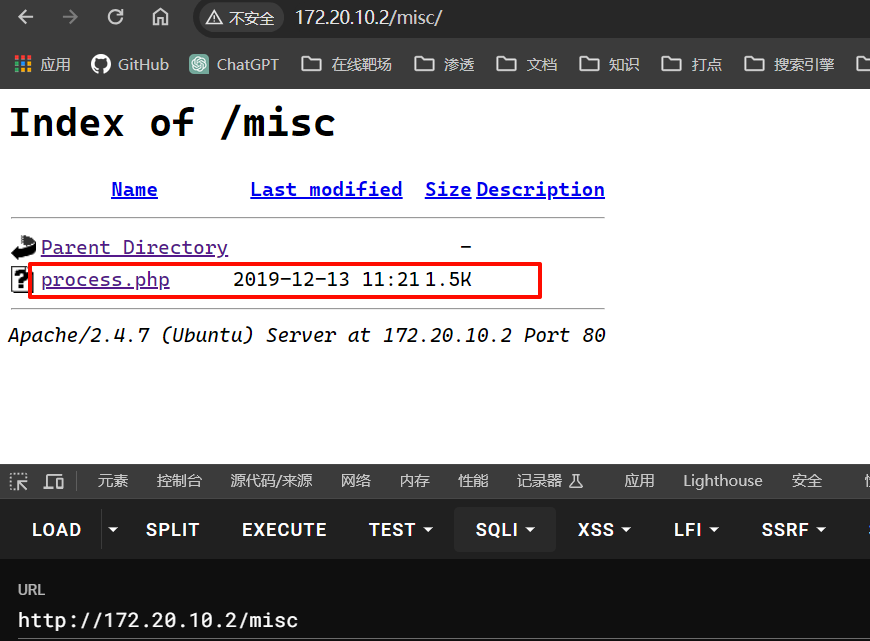 不安全 172.20.10.2/misc/
应用 GitHub ChatGPT 在线靶场 渗透 文档 知识 打点 搜索引擎
Index of /misc
Name Last modified Size Description
Parent Directory -
? process.php 2019-12-13 11:21 1.5K
Apache/2.4.7 (Ubuntu) Server at 172.20.10.2 Port 80
元素 控制台 源代码/来源 网络 内存 性能 记录器 应用 Lighthouse 安全
LOAD SPLIT EXECUTE TEST SQLI XSS LFI SSRF
URL
http://172.20.10.2/misc